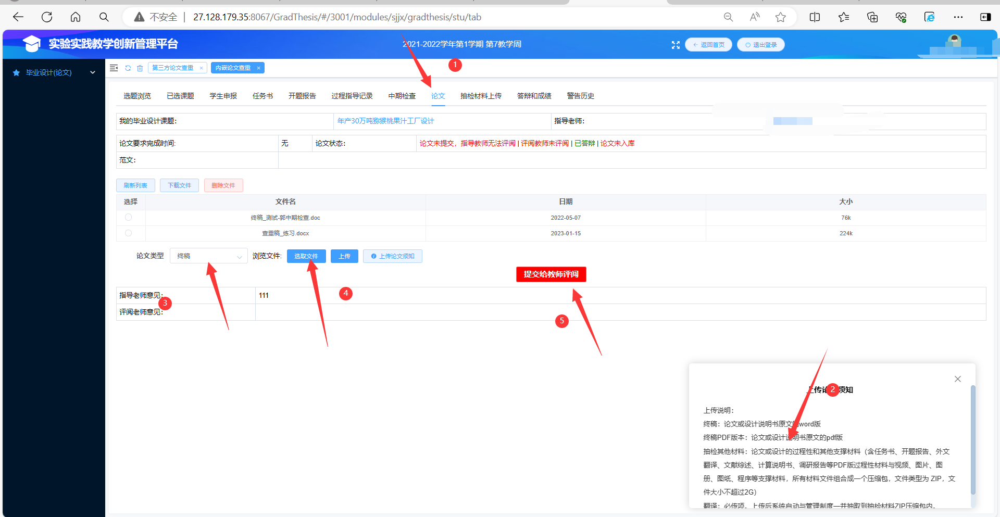 不安全 | 27.128.179.35:8067/GradThesis/#/3001/modules/sjjx/gradthesis/stu/tab
实验实践教学创新管理平台
2021-2022学年第1学期 第7教学周
← 返回首页
退出登录
毕业设计(论文)
第三方论文查重 ×
内嵌论文查重 ×
1
选题浏览 已选课题 学生申报 任务书 开题报告 过程指导记录 中期检查 论文 抽检材料上传 答辩和成绩 警告历史
我的毕业设计课题: 年产30万吨猕猴桃果汁工厂设计 指导老师:
论文要求完成时间: 无 论文状态: 论文未提交，指导教师无法评阅 | 评阅教师未评阅 | 已答辩 | 论文未入库
范文:
刷新列表 下载文件 删除文件
选择 文件名 日期 大小
终稿_测试-郭中期检查.doc 2022-05-07 76k
查重稿_练习.docx 2023-01-15 224k
论文类型 终稿 浏览文件: 选取文件 上传 上传论文须知
提交给教师评阅
指导老师意见: 111
3
4
评阅老师意见:
5
上传论 2 须知
上传说明:
终稿：论文或设计说明书原文的word版
终稿PDF版本：论文或设计说明书原文的pdf版
抽检其他材料：论文或设计的过程性和其他支撑材料（含任务书、开题报告、外文
翻译、文献综述、计算说明书、调研报告等PDF版过程性材料与视频、图片、图
册、图纸、程序等支撑材料，所有材料文件组合成一个压缩包，文件类型为 ZIP，文
件大小不超过2G）
翻译：必传项。上传后系统自动与管理制度一并抽取到抽检材料ZIP压缩包内。